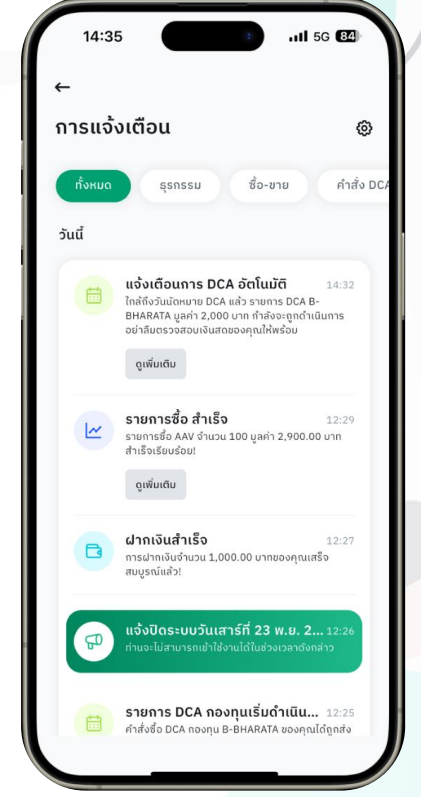 14:35 5G 84
การแจ้งเตือน
ทั้งหมด ธุรกรรม ซื้อ-ขาย คำสั่ง DCA
วันนี้
แจ้งเตือนการ DCA อัตโนมัติ 14:32
ใกล้ถึงวันนัดหมาย DCA แล้ว รายการ DCA B-
BHARATA มูลค่า 2,000 บาท กำลังจะถูกดำเนินการ
อย่าลืมตรวจสอบเงินสดของคุณให้พร้อม
ดูเพิ่มเติม
รายการซื้อ สำเร็จ 12:29
รายการซื้อ AAV จำนวน 100 มูลค่า 2,900.00 บาท
สำเร็จเรียบร้อย!
ดูเพิ่มเติม
ฝากเงินสำเร็จ 12:27
การฝากเงินจำนวน 1,000.00 บาทของคุณเสร็จ
สมบูรณ์แล้ว!
แจ้งปิดระบบวันเสาร์ที่ 23 พ.ย. 2... 12:26
ท่านจะไม่สามารถเข้าใช้งานได้ในช่วงเวลาดังกล่าว
รายการ DCA กองทุนเริ่มดำเนิน... 12:25
คำสั่งซื้อ DCA กองทุน B-BHARATA ของคุณได้ถูกส่ง